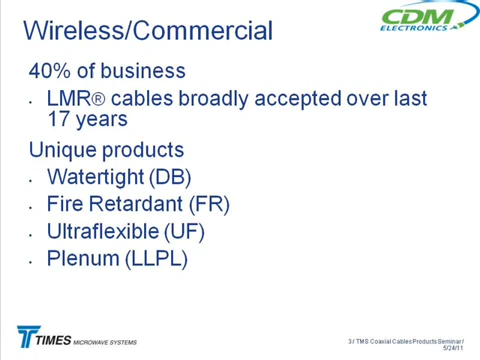 Wireless/Commercial
CDM
ELECTRONICS
40% of business
• LMR® cables broadly accepted over last
17 years
Unique products
• Watertight (DB)
• Fire Retardant (FR)
• Ultraflexible (UF)
• Plenum (LLPL)
TIMES MICROWAVE SYSTEMS
3 / TMS Coaxial Cables Products Seminar /
5/24/11